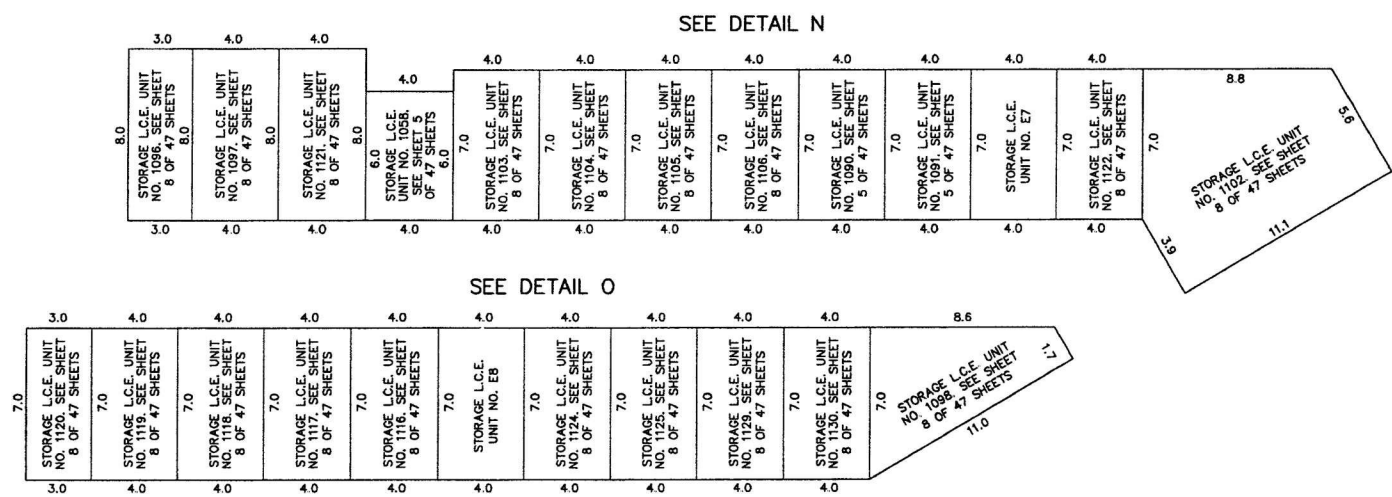 SEE DETAIL N
3.0
4.0
4.0
4.0
4.0
4.0
4.0
4.0
4.0
4.0
4.0
4.0
8.8
5.6
8.0
STORAGE L.C.E. UNIT
NO. 1096. SEE SHEET
8 OF 47 SHEETS
8.0
STORAGE L.C.E. UNIT
NO. 1097. SEE SHEET
8 OF 47 SHEETS
8.0
STORAGE L.C.E. UNIT
NO. 1121. SEE SHEET
8 OF 47 SHEETS
8.0
6.0
STORAGE L.C.E.
UNIT NO. 1058.
SEE SHEET 5
OF 47 SHEETS
6.0
7.0
STORAGE L.C.E. UNIT
NO. 1103. SEE SHEET
8 OF 47 SHEETS
7.0
STORAGE L.C.E. UNIT
NO. 1104. SEE SHEET
8 OF 47 SHEETS
7.0
STORAGE L.C.E. UNIT
NO. 1105. SEE SHEET
8 OF 47 SHEETS
7.0
STORAGE L.C.E. UNIT
NO. 1106. SEE SHEET
8 OF 47 SHEETS
7.0
STORAGE L.C.E. UNIT
NO. 1090. SEE SHEET
5 OF 47 SHEETS
7.0
STORAGE L.C.E. UNIT
NO. 1091. SEE SHEET
5 OF 47 SHEETS
7.0
STORAGE L.C.E.
UNIT NO. E7
7.0
STORAGE L.C.E. UNIT
NO. 1122. SEE SHEET
8 OF 47 SHEETS
7.0
STORAGE L.C.E. UNIT
NO. 1102. SEE SHEET
8 OF 47 SHEETS
3.0
4.0
4.0
4.0
4.0
4.0
4.0
4.0
4.0
4.0
4.0
4.0
3.9
11.1
SEE DETAIL O
3.0
4.0
4.0
4.0
4.0
4.0
4.0
4.0
4.0
4.0
8.6
1.7
7.0
STORAGE L.C.E. UNIT
NO. 1120. SEE SHEET
8 OF 47 SHEETS
7.0
STORAGE L.C.E. UNIT
NO. 1119. SEE SHEET
8 OF 47 SHEETS
7.0
STORAGE L.C.E. UNIT
NO. 1118. SEE SHEET
8 OF 47 SHEETS
7.0
STORAGE L.C.E. UNIT
NO. 1117. SEE SHEET
8 OF 47 SHEETS
7.0
STORAGE L.C.E. UNIT
NO. 1116. SEE SHEET
8 OF 47 SHEETS
7.0
STORAGE L.C.E.
UNIT NO. E8
7.0
STORAGE L.C.E. UNIT
NO. 1124. SEE SHEET
8 OF 47 SHEETS
7.0
STORAGE L.C.E. UNIT
NO. 1125. SEE SHEET
8 OF 47 SHEETS
7.0
STORAGE L.C.E. UNIT
NO. 1129. SEE SHEET
8 OF 47 SHEETS
7.0
STORAGE L.C.E. UNIT
NO. 1130. SEE SHEET
8 OF 47 SHEETS
7.0
STORAGE L.C.E. UNIT
NO. 1098. SEE SHEET
8 OF 47 SHEETS
11.0
3.0
4.0
4.0
4.0
4.0
4.0
4.0
4.0
4.0
4.0